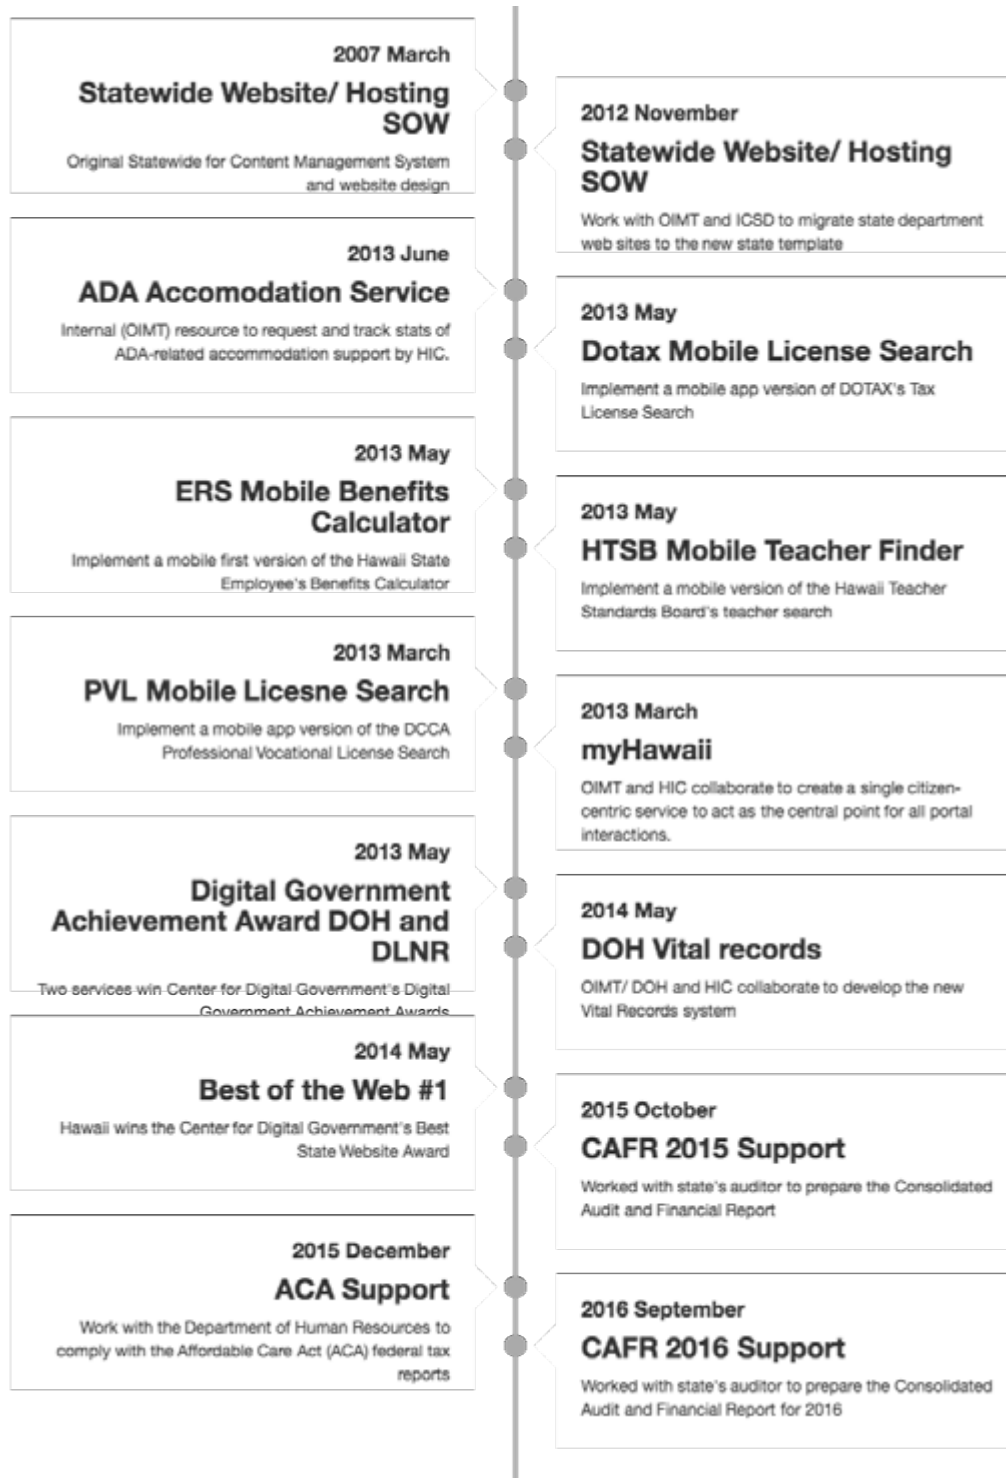 2007 March
Statewide Website/ Hosting
SOW
Original Statewide for Content Management System
and website design
2012 November
Statewide Website/ Hosting
SOW
Work with OIMT and ICSD to migrate state department
web sites to the new state template
2013 June
ADA Accomodation Service
Internal (OIMT) resource to request and track stats of
ADA-related accommodation support by HIC.
2013 May
Dotax Mobile License Search
Implement a mobile app version of DOTAX's Tax
License Search
2013 May
ERS Mobile Benefits
Calculator
Implement a mobile first version of the Hawaii State
Employee's Benefits Calculator
2013 May
HTSB Mobile Teacher Finder
Implement a mobile version of the Hawaii Teacher
Standards Board's teacher search
2013 March
PVL Mobile Licesne Search
Implement a mobile app version of the DCCA
Professional Vocational License Search
2013 March
myHawaii
OIMT and HIC collaborate to create a single citizen-
centric service to act as the central point for all portal
interactions.
2013 May
Digital Government
Achievement Award DOH and
DLNR
Two services win Center for Digital Government's Digital
Government Achievement Awards
2014 May
DOH Vital records
OIMT/ DOH and HIC collaborate to develop the new
Vital Records system
2014 May
Best of the Web #1
Hawaii wins the Center for Digital Government's Best
State Website Award
2015 October
CAFR 2015 Support
Worked with state's auditor to prepare the Consolidated
Audit and Financial Report
2015 December
ACA Support
Work with the Department of Human Resources to
comply with the Affordable Care Act (ACA) federal tax
reports
2016 September
CAFR 2016 Support
Worked with state's auditor to prepare the Consolidated
Audit and Financial Report for 2016